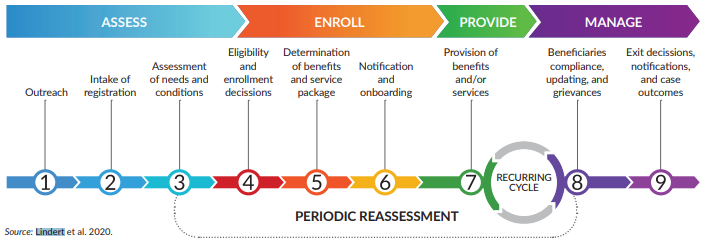 ASSESS
ENROLL
PROVIDE
MANAGE
Outreach
Intake of
registration
Assessment
of needs and
conditions
Eligibility
and
enrollment
decisions
Determination
of benefits
and service
package
Notification
and
onboarding
Provision of
benefits
and/or
services
Beneficiaries
compliance,
updating, and
grievances
Exit decissions,
notifications,
and case
outcomes
1
2
3
4
5
6
7
RECURRING
CYCLE
8
9
PERIODIC REASSESSMENT
Source: Lindert et al. 2020.